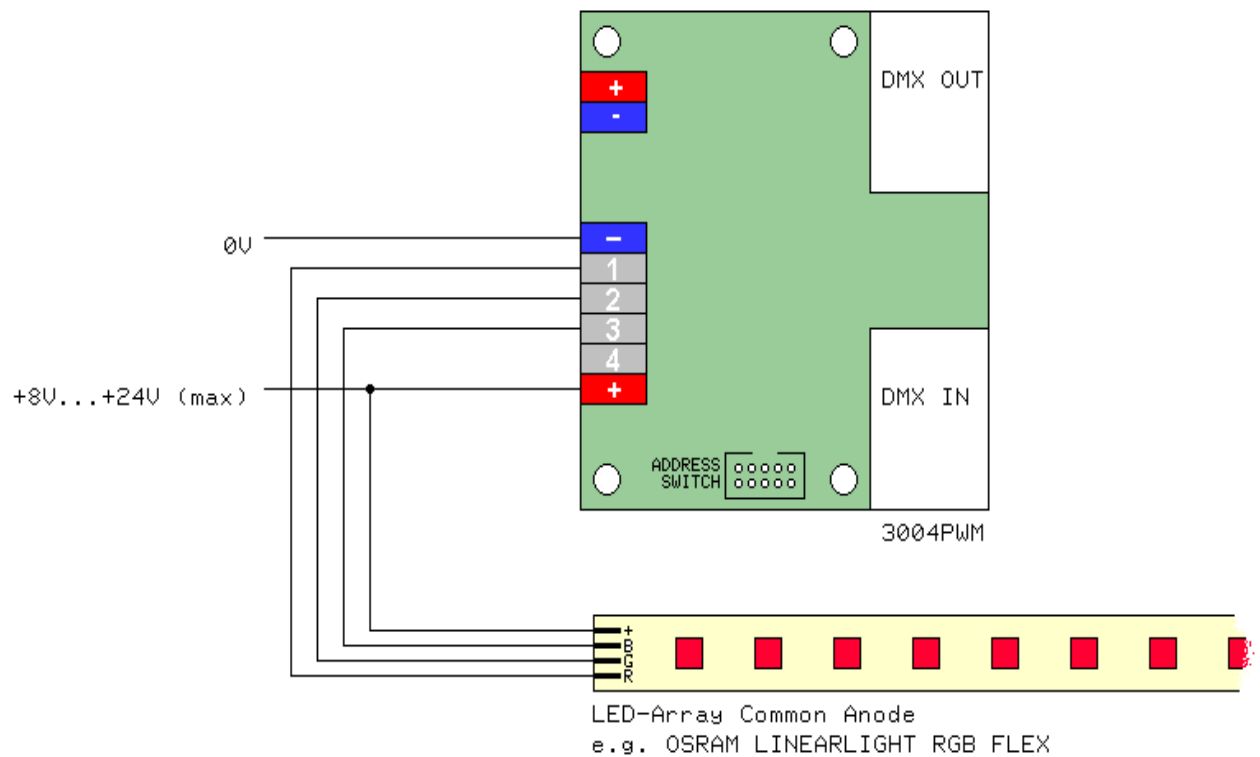 +
DMX OUT
-
0V
–
1
2
3
4
+8V...+24V (max)
+
DMX IN
ADDRESS
SWITCH
3004PWM
+
B
G
R
LED-Array Common Anode
e.g. OSRAM LINEARLIGHT RGB FLEX